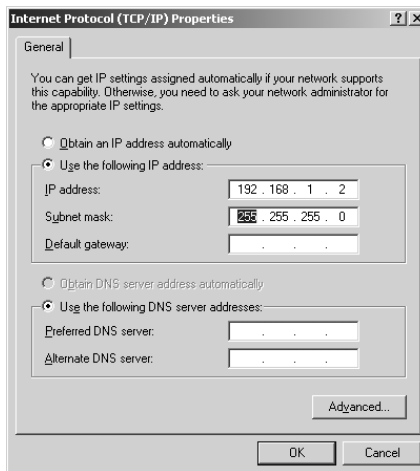 Internet Protocol (TCP/IP) Properties
General
You can get IP settings assigned automatically if your network supports
this capability. Otherwise, you need to ask your network administrator for
the appropriate IP settings.
Obtain an IP address automatically
Use the following IP address:
IP address: 192 . 168 . 1 . 2
Subnet mask: 255 . 255 . 255 . 0
Default gateway: . . .
Obtain DNS server address automatically
Use the following DNS server addresses:
Preferred DNS server: . . .
Alternate DNS server: . . .
Advanced...
OK Cancel